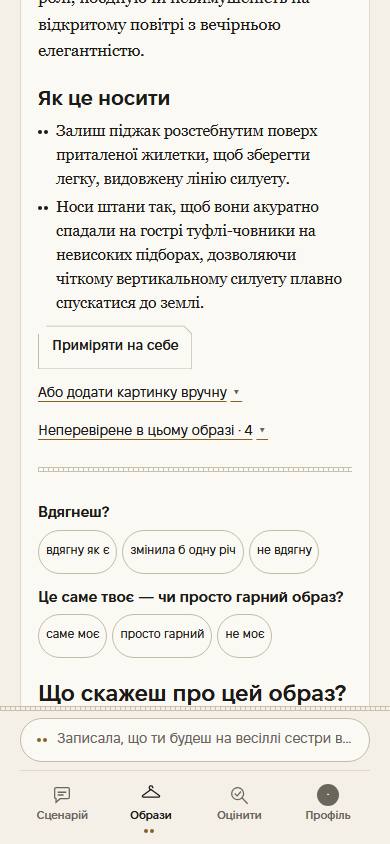 відкритому повітрі з вечірньою
елегантністю.
Як це носити
Залиш піджак розстебнутим поверх
приталеної жилетки, щоб зберегти
легку, видовжену лінію силуету.
Носи штани так, щоб вони акуратно
спадали на гострі туфлі-човники на
невисоких підборах, дозволяючи
чіткому вертикальному силуету плавно
спускатися до землі.
Приміряти на себе
Або додати картинку вручну
Неперевірене в цьому образі · 4
Вдягнеш?
вдягну як є
змінила б одну річ
не вдягну
Це саме твоє — чи просто гарний образ?
саме моє
просто гарний
не моє
Що скажеш про цей образ?
Записала, що ти будеш на весіллі сестри в...
Сценарій
Образи
Оцінити
Профіль